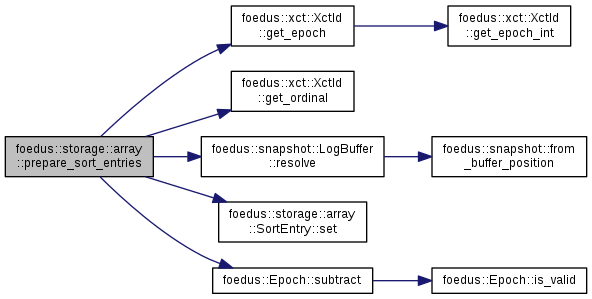 foedus::storage::array
::prepare_sort_entries
foedus::xct::XctId
::get_epoch
foedus::xct::XctId
::get_epoch_int
foedus::xct::XctId
::get_ordinal
foedus::snapshot::LogBuffer
::resolve
foedus::snapshot::from
_buffer_position
foedus::storage::array
::SortEntry::set
foedus::Epoch::subtract
foedus::Epoch::is_valid